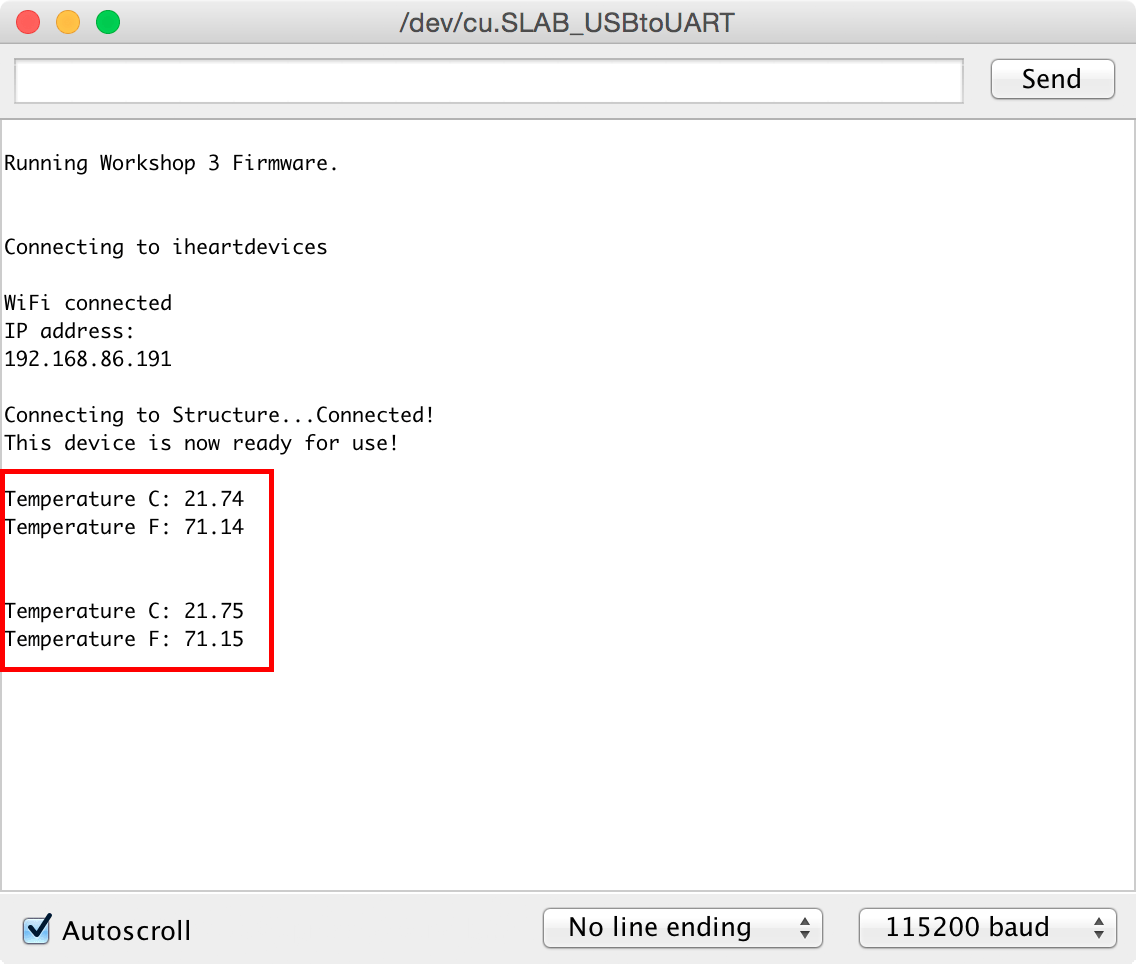 /dev/cu.SLAB_USBtoUART
Send
Running Workshop 3 Firmware.
Connecting to iheartdevices
WiFi connected
IP address:
192.168.86.191
Connecting to Structure...Connected!
This device is now ready for use!
Temperature C: 21.74
Temperature F: 71.14
Temperature C: 21.75
Temperature F: 71.15
Autoscroll
No line ending
115200 baud